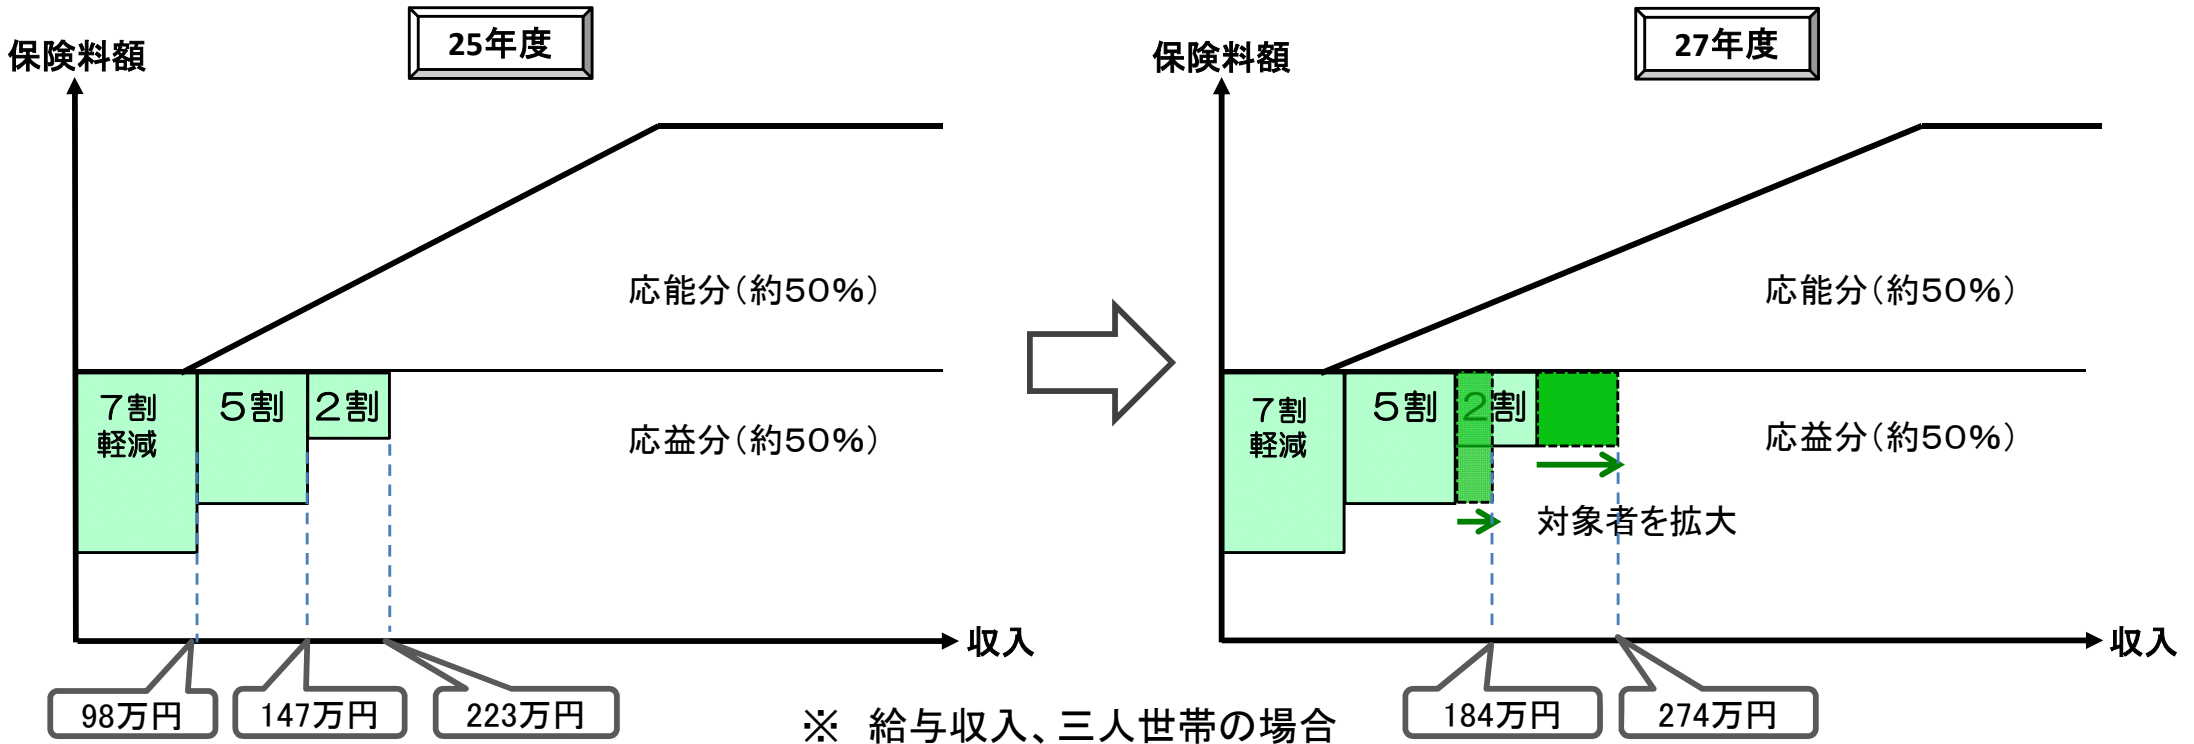 25年度
保険料額
応能分（約５０％）
７割
軽減
５割
２割
応益分（約５０％）
収入
98万円
147万円
223万円
27年度
保険料額
応能分（約５０％）
７割
軽減
５割
２割
応益分（約５０％）
対象者を拡大
収入
184万円
274万円
※　給与収入、三人世帯の場合